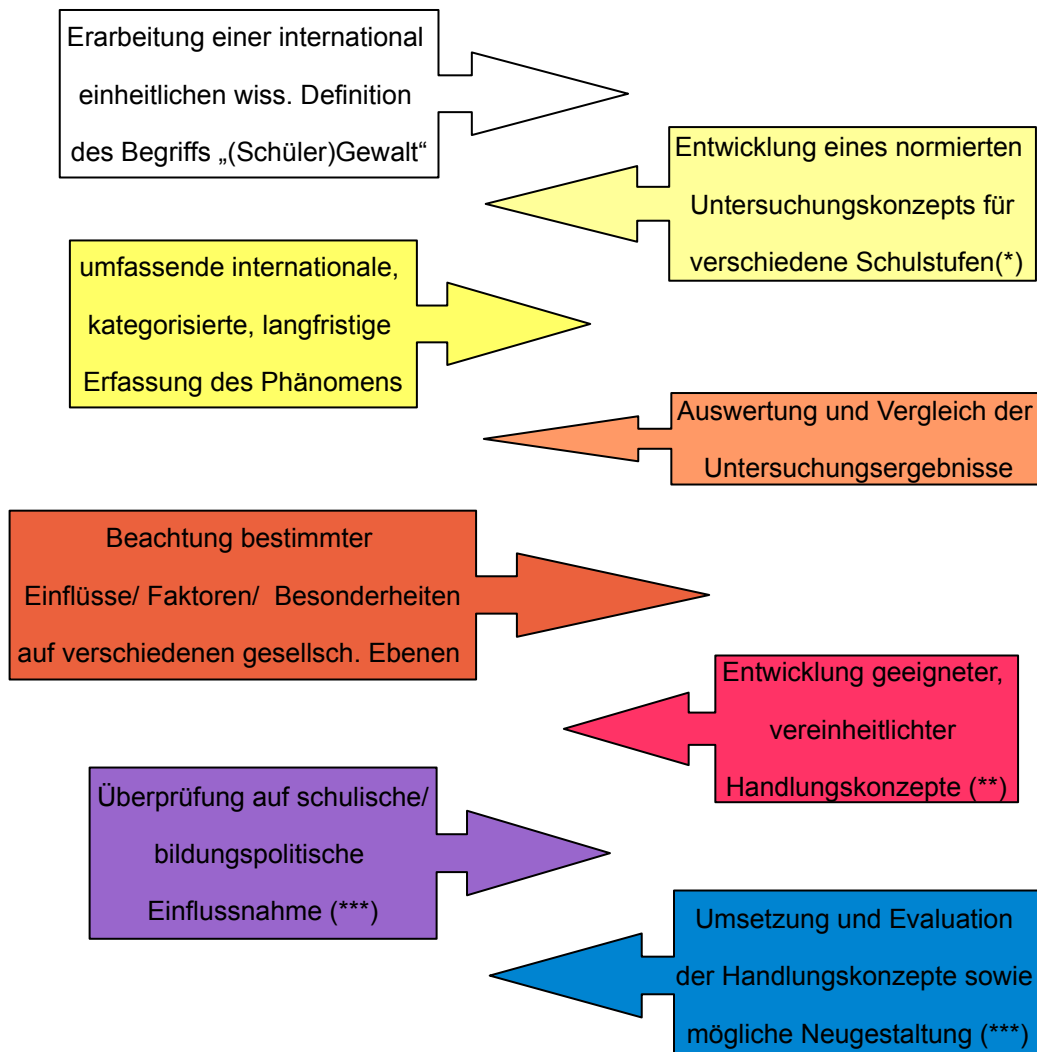 Erarbeitung einer international
einheitlichen wiss. Definition
des Begriffs „(Schüler)Gewalt“
Entwicklung eines normierten
Untersuchungskonzepts für
verschiedene Schulstufen(*)
umfassende internationale,
kategorisierte, langfristige
Erfassung des Phänomens
Auswertung und Vergleich der
Untersuchungsergebnisse
Beachtung bestimmter
Einflüsse/ Faktoren/ Besonderheiten
auf verschiedenen gesellsch. Ebenen
Entwicklung geeigneter,
vereinheitlichter
Handlungskonzepte (**)
Überprüfung auf schulische/
bildungspolitische
Einflussnahme (***)
Umsetzung und Evaluation
der Handlungskonzepte sowie
mögliche Neugestaltung (***)